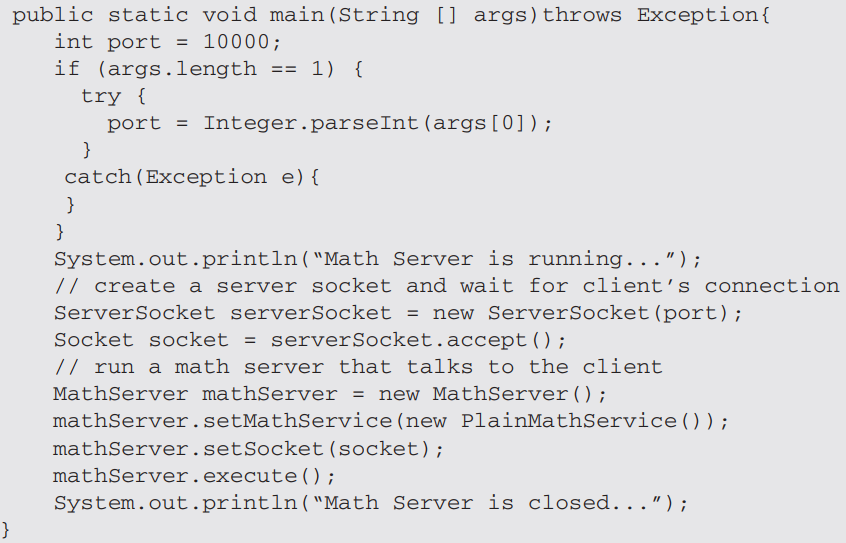 public static void main(String [] args)throws Exception{
int port = 10000;
if (args.length == 1) {
try {
port = Integer.parseInt(args[0]);
}
catch(Exception e){
}
}
System.out.println(“Math Server is running...”);
// create a server socket and wait for client’s connection
ServerSocket serverSocket = new ServerSocket(port);
Socket socket = serverSocket.accept();
// run a math server that talks to the client
MathServer mathServer = new MathServer();
mathServer.setMathService(new PlainMathService());
mathServer.setSocket(socket);
mathServer.execute();
System.out.println(“Math Server is closed...”);
}